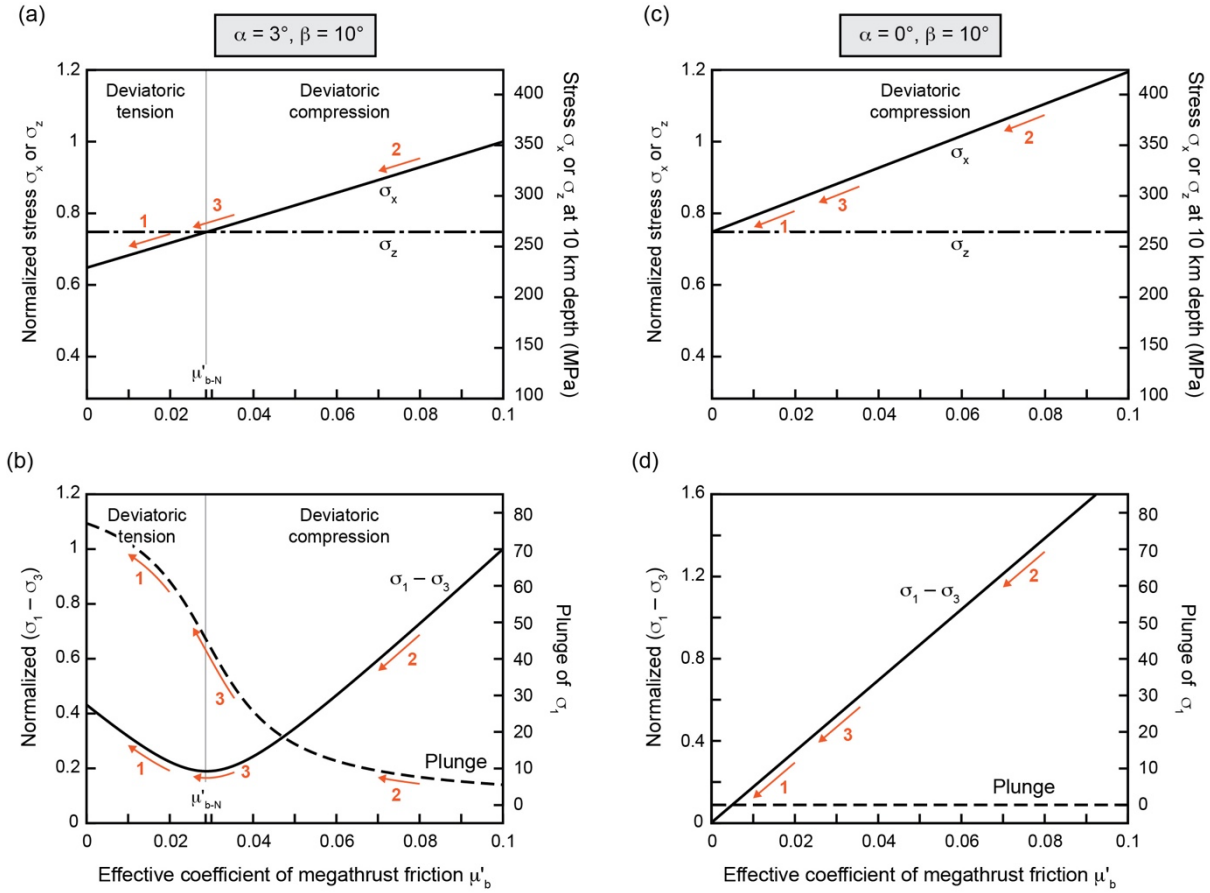 (a)
α = 3°, β = 10°
Normalized stress σx or σz
1.2
1
0.8
0.6
0.4
Deviatoric
tension
Deviatoric
compression
1
3
2
σx
σz
μ'b-N
0
0.02
0.04
0.06
0.08
0.1
400
350
300
250
200
150
100
Stress σx or
σz at 10 km depth (MPa)
(c)
α = 0°, β = 10°
Normalized stress σx or σz
1.2
1
0.8
0.6
0.4
Deviatoric
compression
2
σx
3
1
σz
0
0.02
0.04
0.06
0.08
0.1
400
350
300
250
200
150
100
Stress σx or
σz at 10 km depth (MPa)
(b)
Normalized (σ1 – σ3)
1.2
1
0.8
0.6
0.4
0.2
0
Deviatoric
tension
Deviatoric
compression
1
σ1 – σ3
2
3
Plunge
1
3
2
μ'b-N
0
0.02
0.04
0.06
0.08
0.1
80
70
60
50
40
30
20
10
0
Plunge of σ1
Effective coefficient of megathrust friction μ'b
(d)
Normalized (σ1 – σ3)
1.6
1.2
0.8
0.4
0
σ1 – σ3
2
3
1
Plunge
0
0.02
0.04
0.06
0.08
0.1
80
70
60
50
40
30
20
10
0
Plunge of σ1
Effective coefficient of megathrust friction μ'b